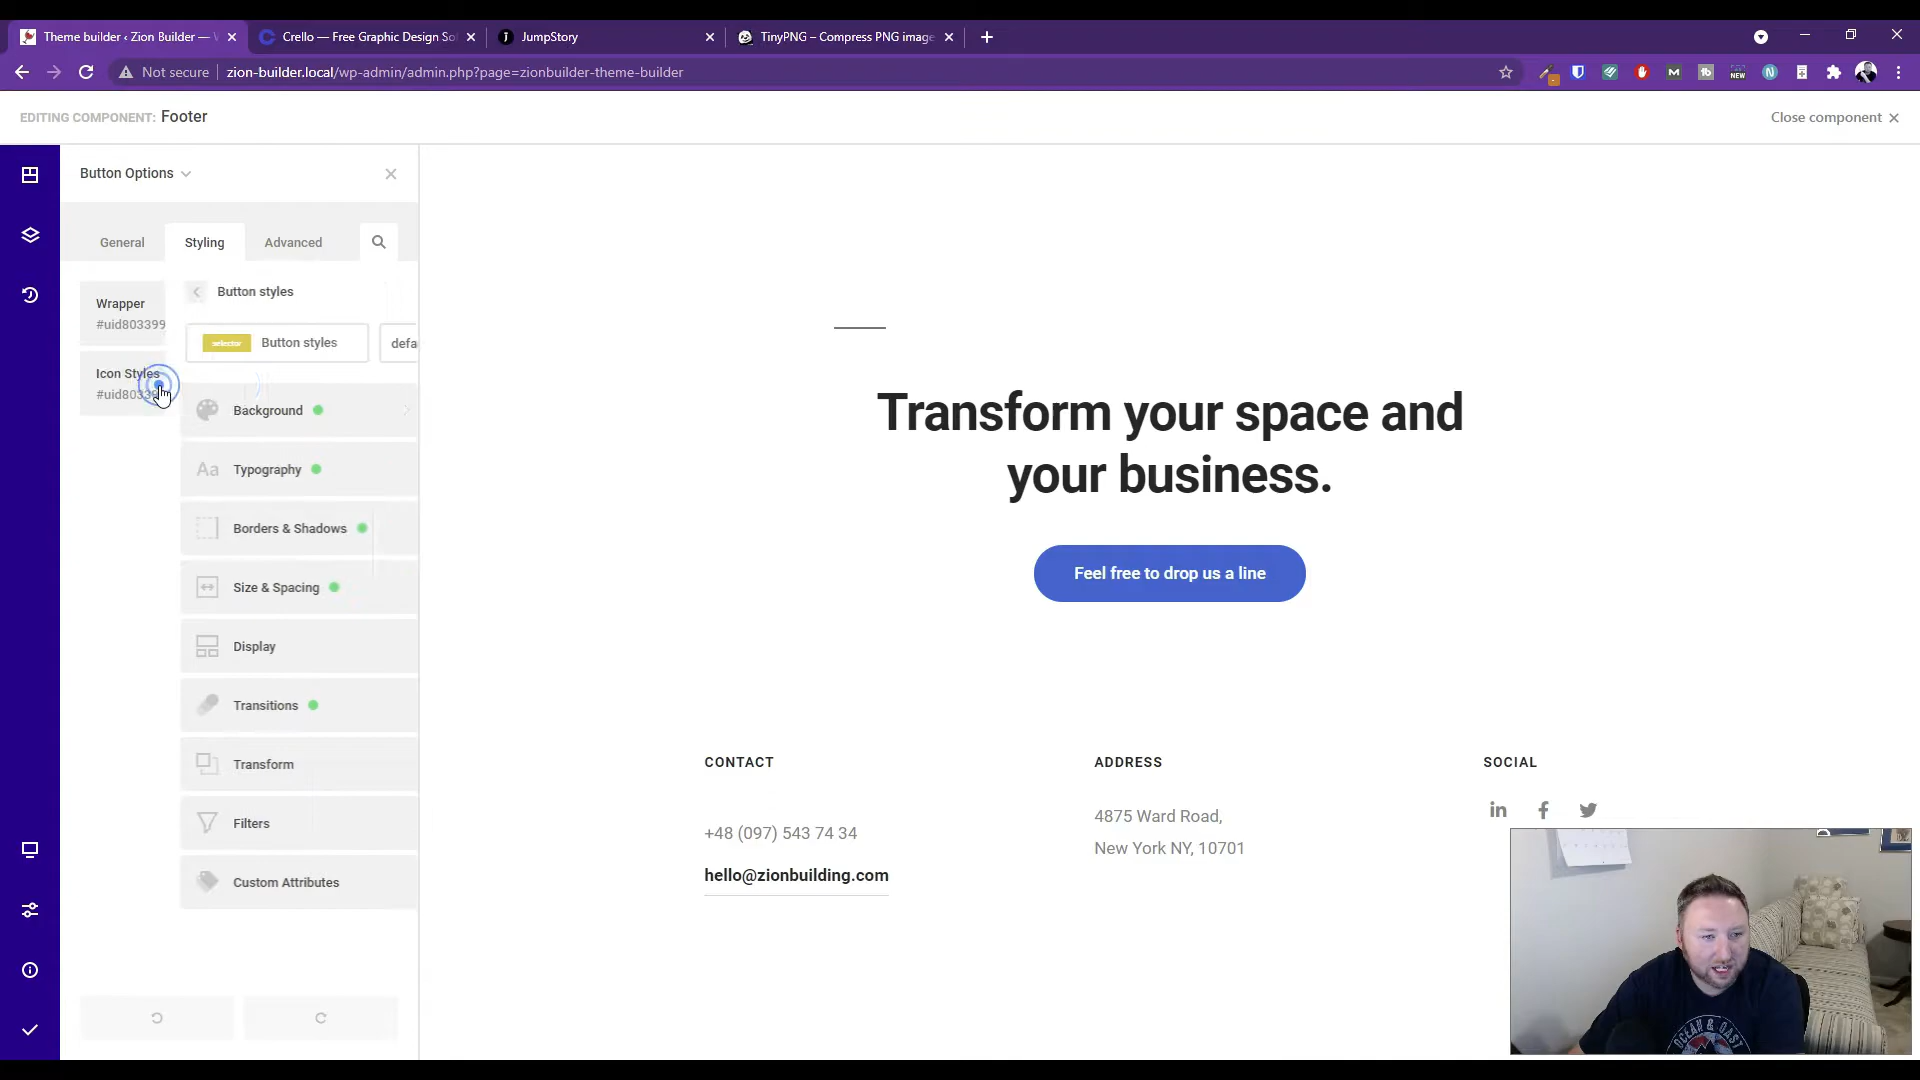 Theme builder ‹ Zion Builder — W
Crello — Free Graphic Design Sof
JumpStory
TinyPNG – Compress PNG image
Not secure
zion-builder.local/wp-admin/admin.php?page=zionbuilder-theme-builder
EDITING COMPONENT: Footer
Close component
Button Options
General
Styling
Advanced
Wrapper
#uid803399
Icon Styles
#uid8033
Button styles
selector
Button styles
defa
Background
Typography
Borders & Shadows
Size & Spacing
Display
Transitions
Transform
Filters
Custom Attributes
Transform your space and
your business.
Feel free to drop us a line
CONTACT
+48 (097) 543 74 34
hello@zionbuilding.com
ADDRESS
4875 Ward Road,
New York NY, 10701
SOCIAL
OCEAN & COAST